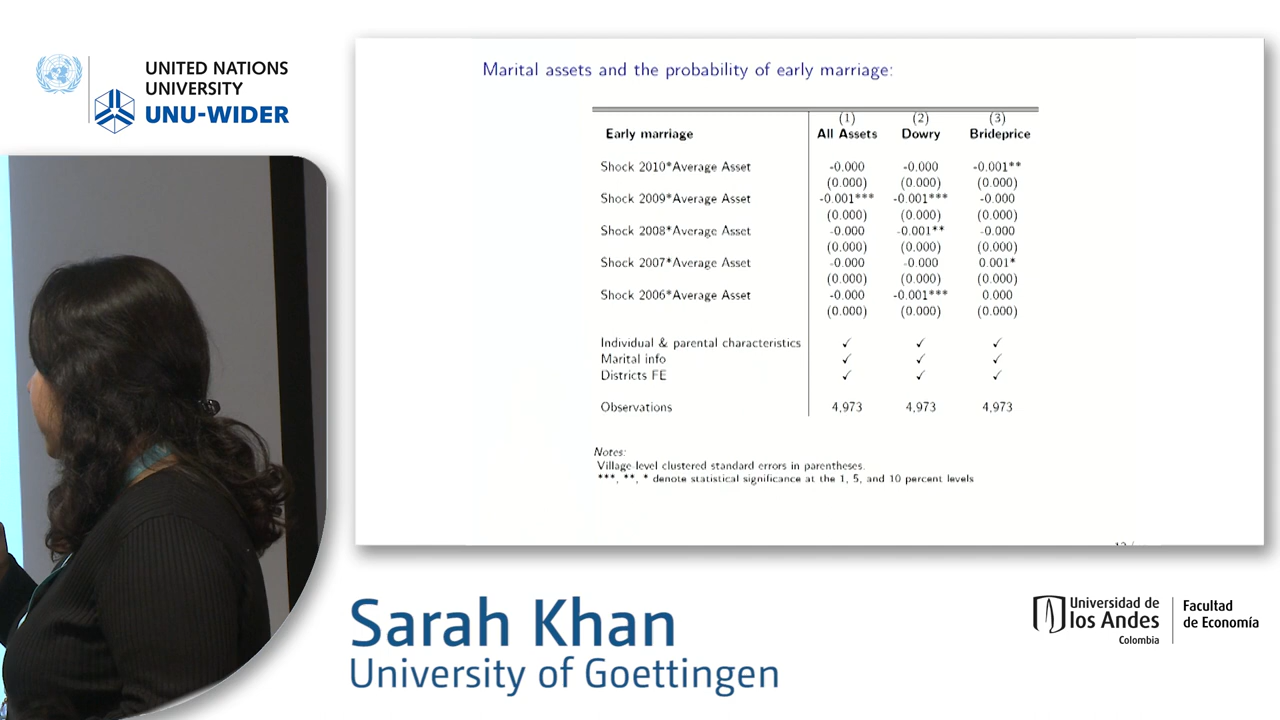 UNITED NATIONS
UNIVERSITY
UNU-WIDER
Marital assets and the probability of early marriage:
(1) (2) (3)
Early marriage All Assets Dowry Brideprice
Shock 2010*Average Asset -0.000 -0.000 -0.001**
(0.000) (0.000) (0.000)
Shock 2009*Average Asset -0.001*** -0.001*** -0.000
(0.000) (0.000) (0.000)
Shock 2008*Average Asset -0.000 -0.001** -0.000
(0.000) (0.000) (0.000)
Shock 2007*Average Asset -0.000 -0.000 0.001*
(0.000) (0.000) (0.000)
Shock 2006*Average Asset -0.000 -0.001*** 0.000
(0.000) (0.000) (0.000)
Individual & parental characteristics ✓ ✓ ✓
Marital info ✓ ✓ ✓
Districts FE ✓ ✓ ✓
Observations 4,973 4,973 4,973
Notes:
Village level clustered standard errors in parentheses.
***, **, * denote statistical significance at the 1, 5, and 10 percent levels
Sarah Khan
University of Goettingen
Universidad de
los Andes
Colombia
Facultad
de Economía